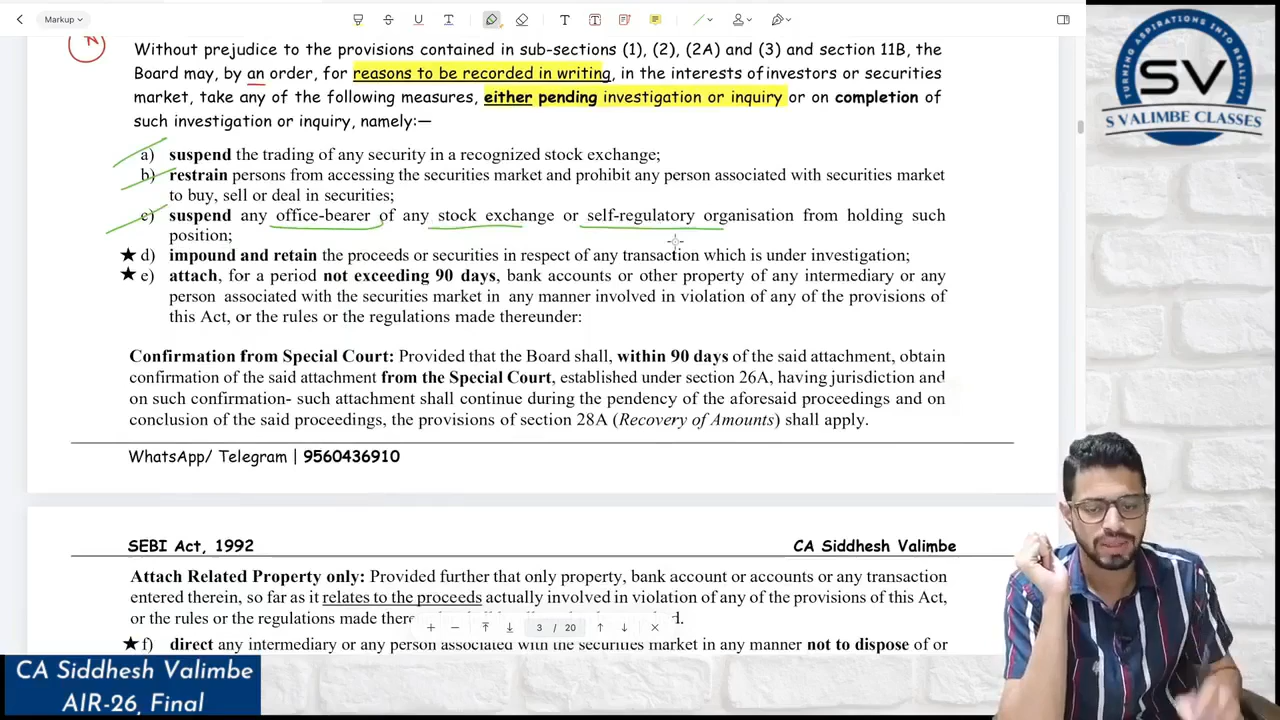 Markup
Without prejudice to the provisions contained in sub-sections (1), (2), (2A) and (3) and section 11B, the
Board may, by an order, for reasons to be recorded in writing, in the interests of investors or securities
market, take any of the following measures, either pending investigation or inquiry or on completion of
such investigation or inquiry, namely:—
a) suspend the trading of any security in a recognized stock exchange;
b) restrain persons from accessing the securities market and prohibit any person associated with securities market
to buy, sell or deal in securities;
c) suspend any office-bearer of any stock exchange or self-regulatory organisation from holding such
position;
★ d) impound and retain the proceeds or securities in respect of any transaction which is under investigation;
★ e) attach, for a period not exceeding 90 days, bank accounts or other property of any intermediary or any
person associated with the securities market in any manner involved in violation of any of the provisions of
this Act, or the rules or the regulations made thereunder:
Confirmation from Special Court: Provided that the Board shall, within 90 days of the said attachment, obtain
confirmation of the said attachment from the Special Court, established under section 26A, having jurisdiction and
on such confirmation- such attachment shall continue during the pendency of the aforesaid proceedings and on
conclusion of the said proceedings, the provisions of section 28A (Recovery of Amounts) shall apply.
WhatsApp/ Telegram | 9560436910
SEBI Act, 1992 CA Siddhesh Valimbe
Attach Related Property only: Provided further that only property, bank account or accounts or any transaction
entered therein, so far as it relates to the proceeds actually involved in violation of any of the provisions of this Act,
or the rules or the regulations made
3 / 20
★ f) direct any intermediary or any person associated with the securities market in any manner not to dispose of or
TURNING ASPIRATIONS INTO REALITY!
SV
S VALIMBE CLASSES
CA Siddhesh Valimbe
AIR-26, Final